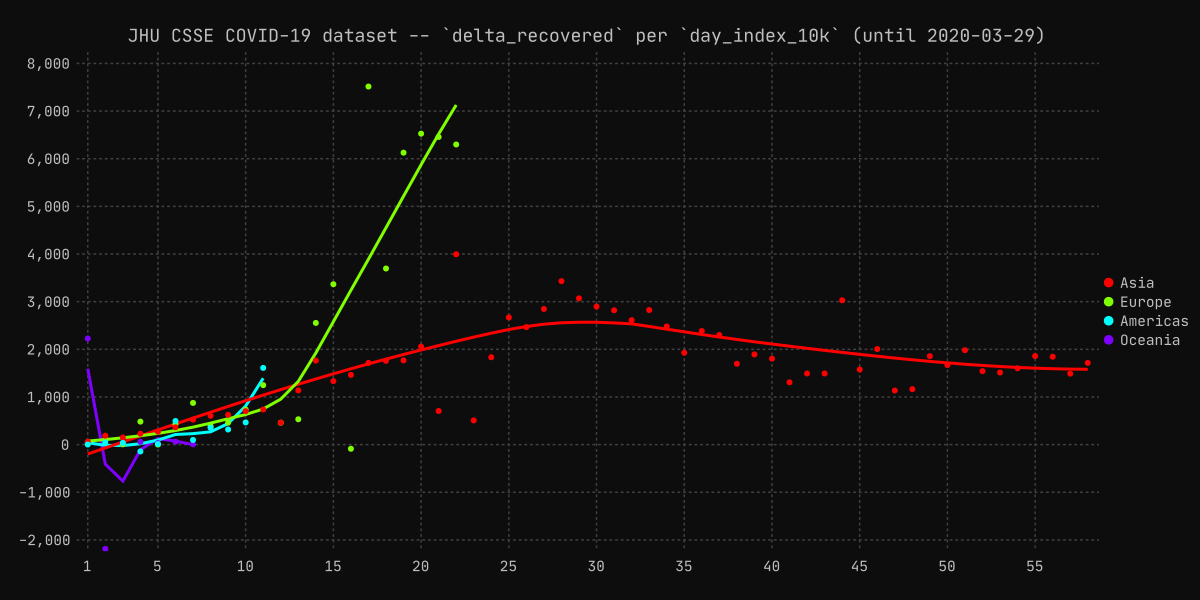 JHU CSSE COVID-19 dataset -- `delta_recovered` per `day_index_10k` (until 2020-03-29)
8,000
7,000
6,000
5,000
4,000
3,000
2,000
1,000
0
-1,000
-2,000
1 5 10 15 20 25 30 35 40 45 50 55
Asia
Europe
Americas
Oceania